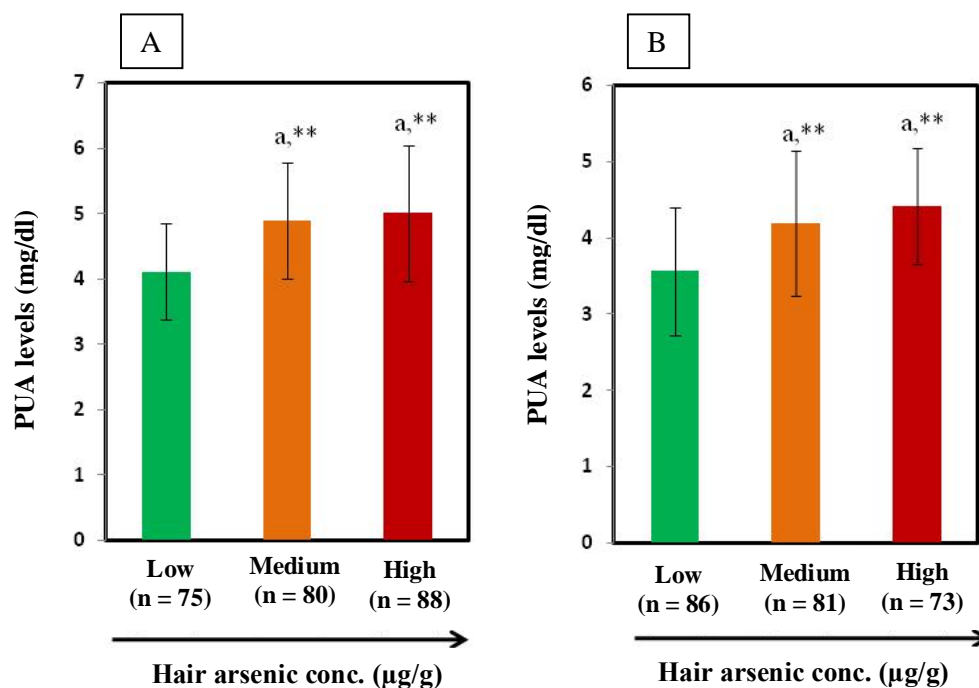 A
PUA levels (mg/dl)
7
6
5
4
3
2
1
0
a,**
a,**
Low
(n = 75)
Medium
(n = 80)
High
(n = 88)
Hair arsenic conc. (µg/g)
B
PUA levels (mg/dl)
6
5
4
3
2
1
0
a,**
a,**
Low
(n = 86)
Medium
(n = 81)
High
(n = 73)
Hair arsenic conc. (µg/g)